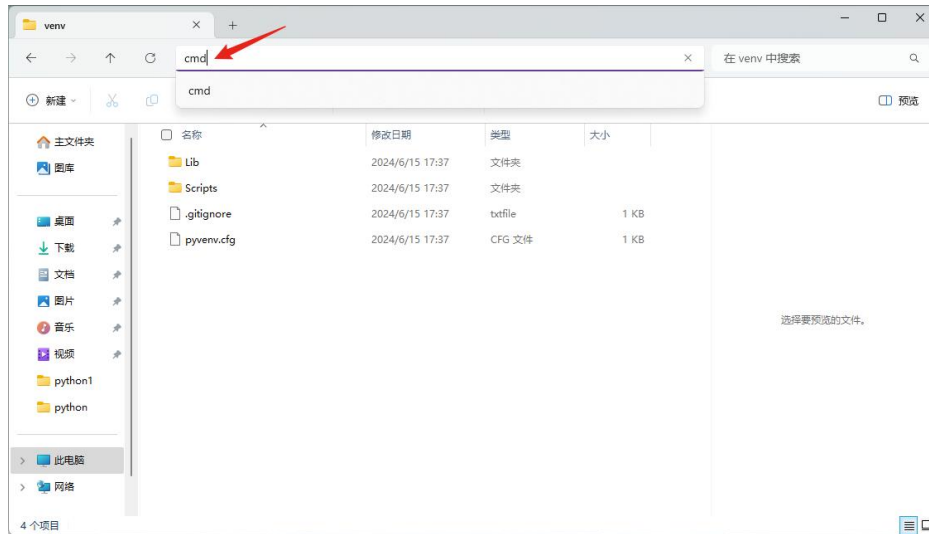 venv
cmd
在 venv 中搜索
cmd
新建
预览
名称 修改日期 类型 大小
主文件夹
图库
Lib 2024/6/15 17:37 文件夹
Scripts 2024/6/15 17:37 文件夹
.gitignore 2024/6/15 17:37 txtfile 1 KB
pyvenv.cfg 2024/6/15 17:37 CFG 文件 1 KB
桌面
下载
文档
图片
音乐
视频
python1
python
此电脑
网络
选择要预览的文件。
4 个项目